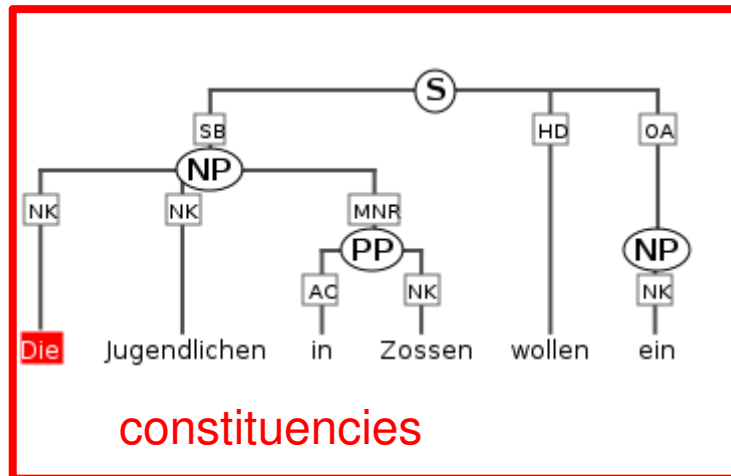 S
SB HD OA
NP
NK NK MNR
PP NP
AC NK NK
Die Jugendlichen in Zossen wollen ein
constituencies